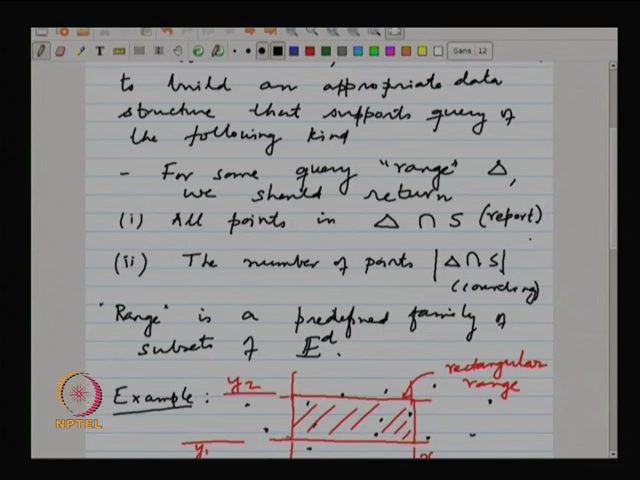 Sans 12
to build an appropriate data
structure that supports query of
the following kind
- For some query "range" Δ,
we should return
(i) All points in Δ ∩ S (report)
(ii) The number of points |Δ ∩ S|
(counting)
"Range" is a predefined family of
subsets of 𝔼^d.
rectangular
range
Example : y2
y1
NPTEL